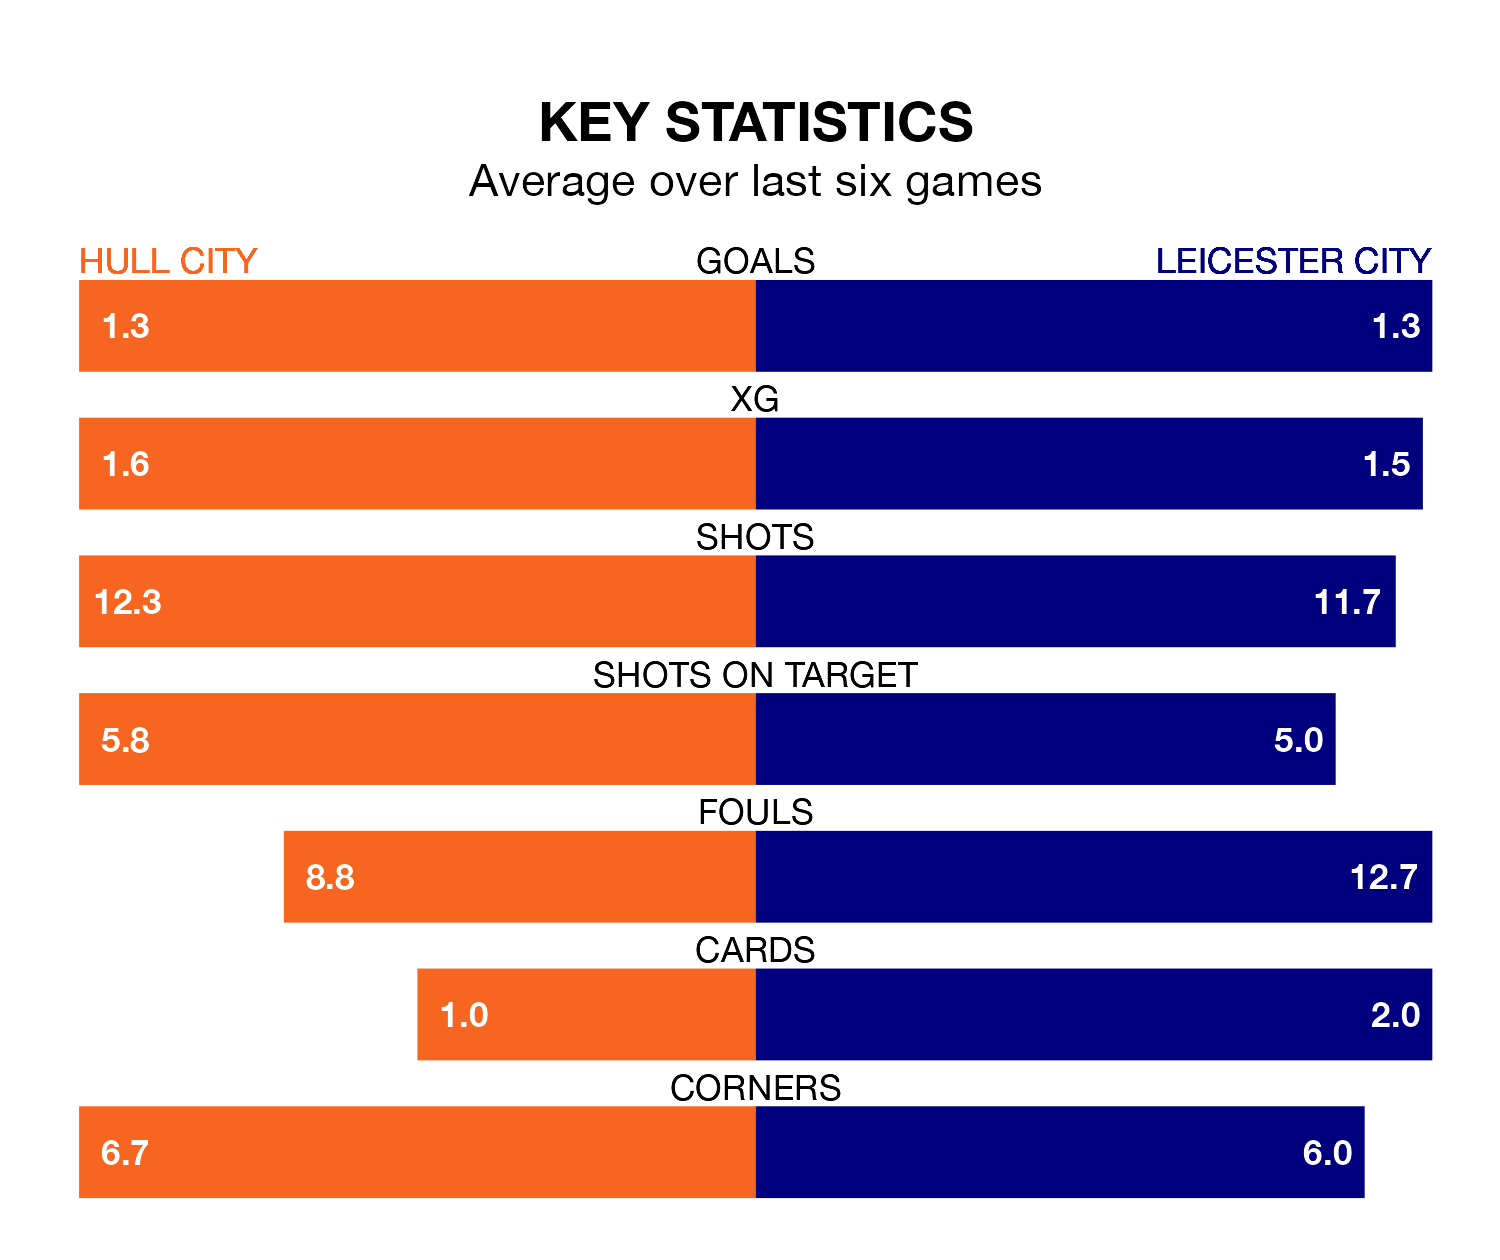 KEY STATISTICS
Average over last six games
HULL CITY GOALS LEICESTER CITY
1.3 1.3
XG
1.6 1.5
SHOTS
12.3 11.7
SHOTS ON TARGET
5.8 5.0
FOULS
8.8 12.7
CARDS
1.0 2.0
CORNERS
6.7 6.0